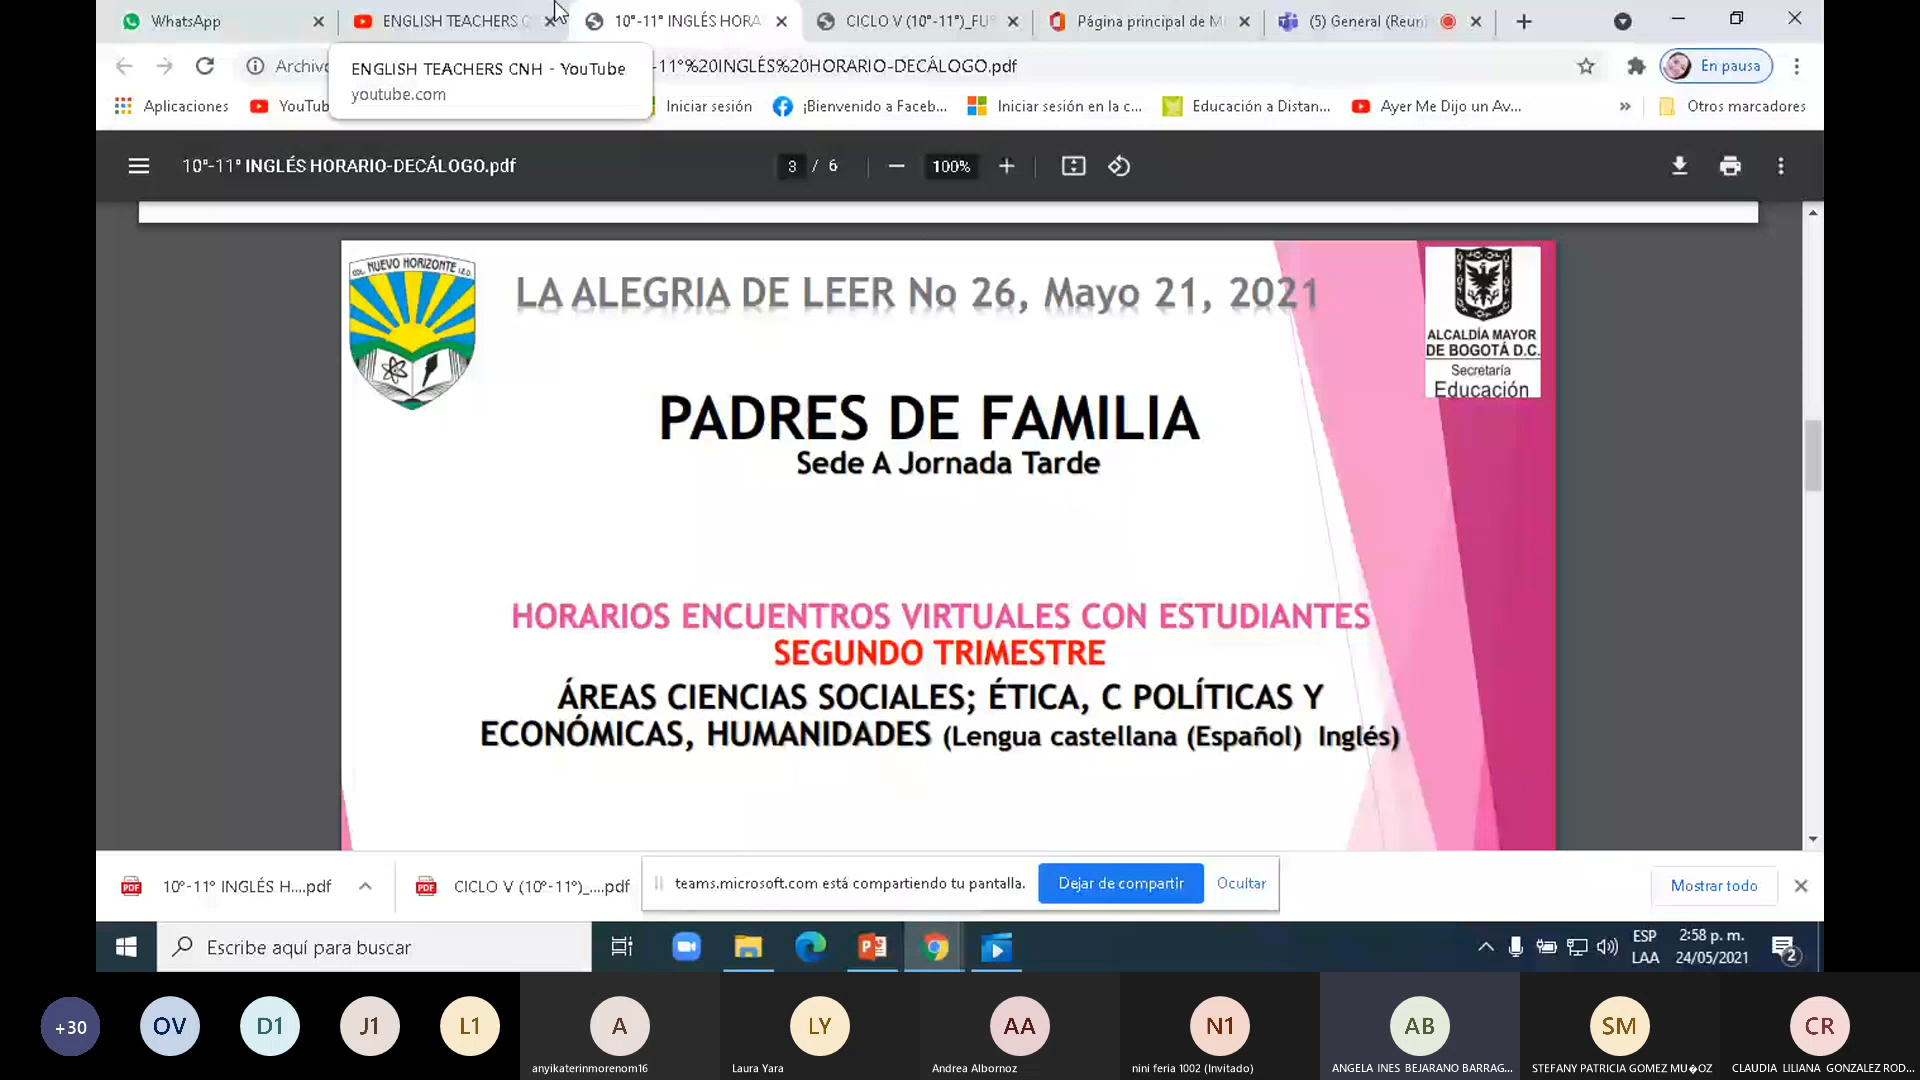 WhatsApp
ENGLISH TEACHERS C
10°-11° INGLÉS HORA
CICLO V (10°-11°)_FU
Página principal de M
(5) General (Reuni
ENGLISH TEACHERS CNH - YouTube
youtube.com
Archivo
-11°%20INGLÉS%20HORARIO-DECÁLOGO.pdf
En pausa
Aplicaciones
YouTub
Iniciar sesión
¡Bienvenido a Faceb...
Iniciar sesión en la c...
Educación a Distan...
Ayer Me Dijo un Av...
»
Otros marcadores
10°-11° INGLÉS HORARIO-DECÁLOGO.pdf
3 / 6
100%
COL. NUEVO HORIZONTE I.E.D.
LA ALEGRIA DE LEER No 26, Mayo 21, 2021
ALCALDÍA MAYOR
DE BOGOTÁ D.C.
Secretaría
Educación
PADRES DE FAMILIA
Sede A Jornada Tarde
HORARIOS ENCUENTROS VIRTUALES CON ESTUDIANTES
SEGUNDO TRIMESTRE
ÁREAS CIENCIAS SOCIALES; ÉTICA, C POLÍTICAS Y
ECONÓMICAS, HUMANIDADES (Lengua castellana (Español) Inglés)
10°-11° INGLÉS H....pdf
CICLO V (10°-11°)_....pdf
teams.microsoft.com está compartiendo tu pantalla.
Dejar de compartir
Ocultar
Mostrar todo
Escribe aquí para buscar
ESP
LAA
2:58 p. m.
24/05/2021
2
+30
OV
D1
J1
L1
A
LY
AA
N1
AB
SM
CR
anyikaterinmorenom16
Laura Yara
Andrea Albornoz
nini feria 1002 (Invitado)
ANGELA INES BEJARANO BARRAG...
STEFANY PATRICIA GOMEZ MU�OZ
CLAUDIA LILIANA GONZALEZ ROD...